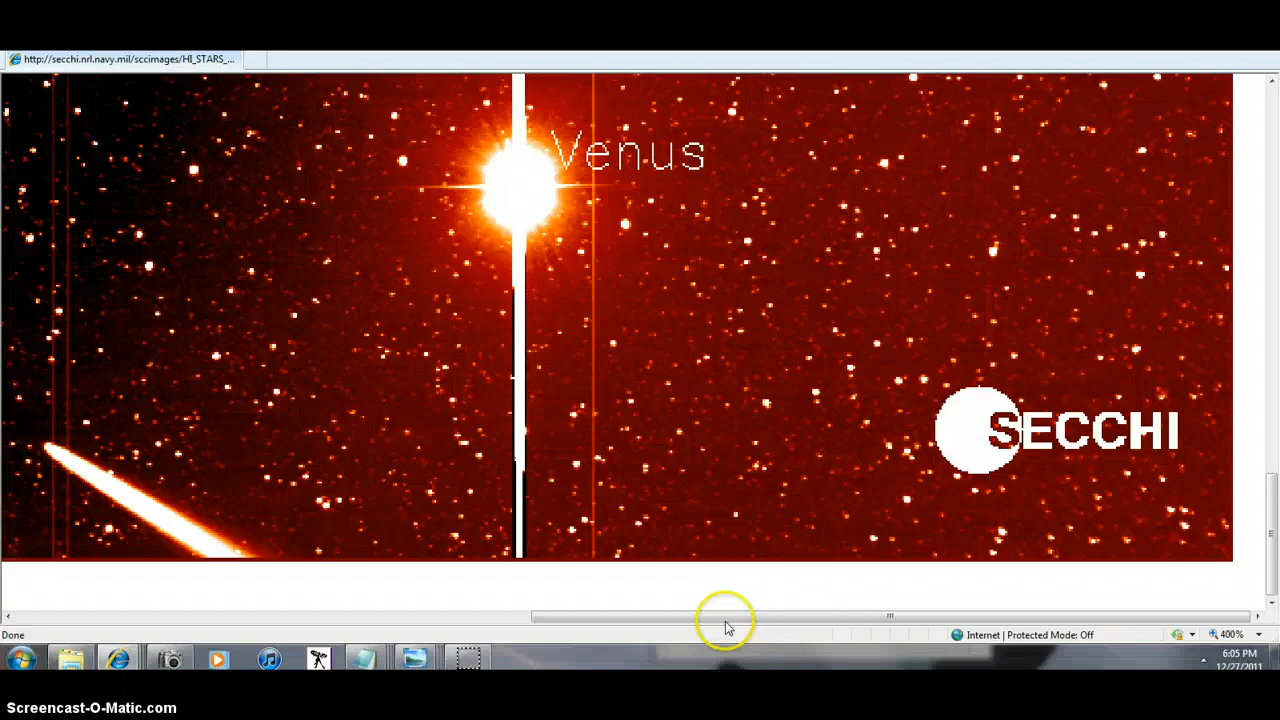 http://secchi.nrl.navy.mil/sccimages/HI_STARS_...
Venus
SECCHI
Done
Internet | Protected Mode: Off
400%
6:05 PM
12/27/2011
Screencast-O-Matic.com